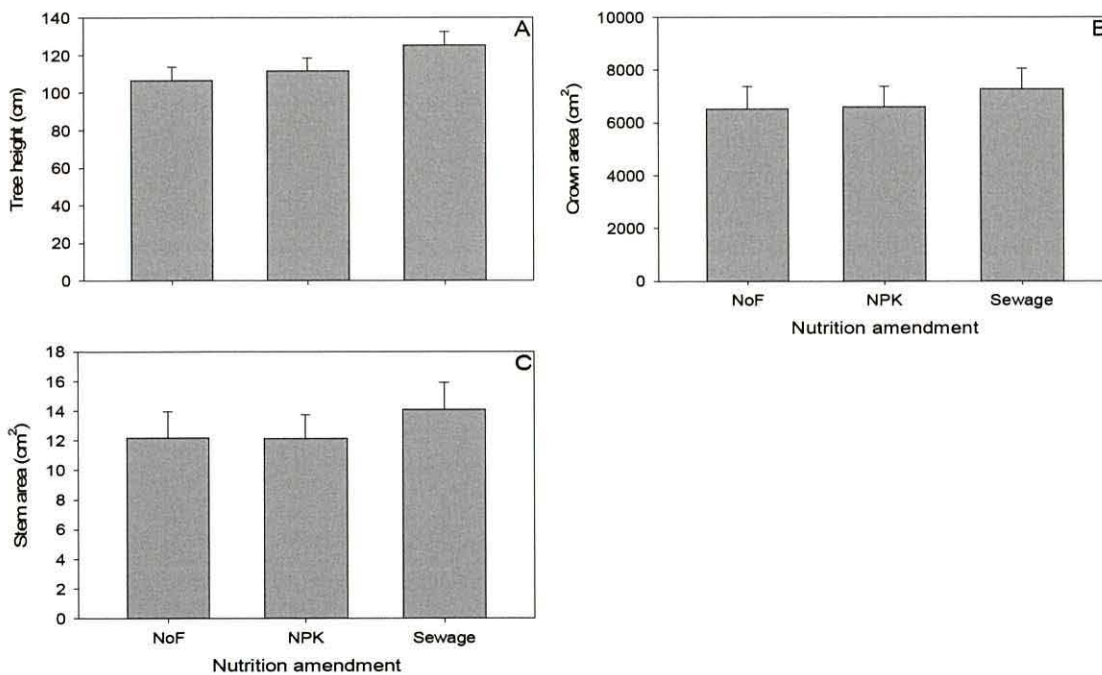 A
Tree height (cm)
140
120
100
80
60
40
20
0
B
Crown area (cm²)
10000
8000
6000
4000
2000
0
NoF NPK Sewage
Nutrition amendment
C
Stem area (cm²)
18
16
14
12
10
8
6
4
2
0
NoF NPK Sewage
Nutrition amendment